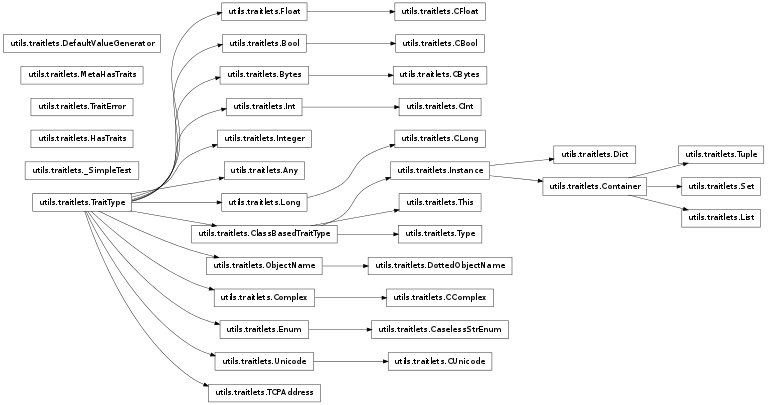 utils.traitlets.Float
utils.traitlets.CFloat
utils.traitlets.DefaultValueGenerator
utils.traitlets.Bool
utils.traitlets.CBool
utils.traitlets.MetaHasTraits
utils.traitlets.Bytes
utils.traitlets.CBytes
utils.traitlets.TraitError
utils.traitlets.Int
utils.traitlets.CInt
utils.traitlets.HasTraits
utils.traitlets.Integer
utils.traitlets.CLong
utils.traitlets.Dict
utils.traitlets.Tuple
utils.traitlets._SimpleTest
utils.traitlets.Any
utils.traitlets.Instance
utils.traitlets.Container
utils.traitlets.Set
utils.traitlets.TraitType
utils.traitlets.Long
utils.traitlets.This
utils.traitlets.List
utils.traitlets.ClassBasedTraitType
utils.traitlets.Type
utils.traitlets.ObjectName
utils.traitlets.DottedObjectName
utils.traitlets.Complex
utils.traitlets.CComplex
utils.traitlets.Enum
utils.traitlets.CaselessStrEnum
utils.traitlets.Unicode
utils.traitlets.CUnicode
utils.traitlets.TCPAddress